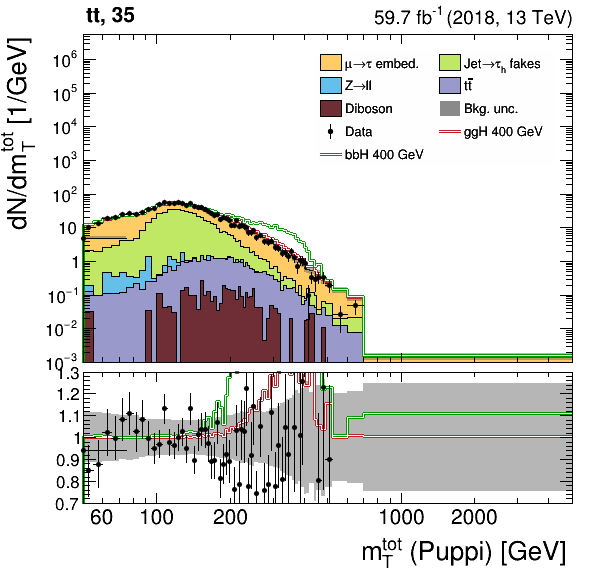 tt, 35 59.7 fb⁻¹ (2018, 13 TeV)
dN/dm_T^tot [1/GeV]
μ→τ embed. Jet→τ_h fakes
Z→ll tt̄
Diboson Bkg. unc.
Data ggH 400 GeV
bbH 400 GeV
10⁶
10⁵
10⁴
10³
10²
10
1
10⁻¹
10⁻²
10⁻³
1.3
1.2
1.1
1
0.9
0.8
0.7
60 100 200 1000 2000
m_T^tot (Puppi) [GeV]